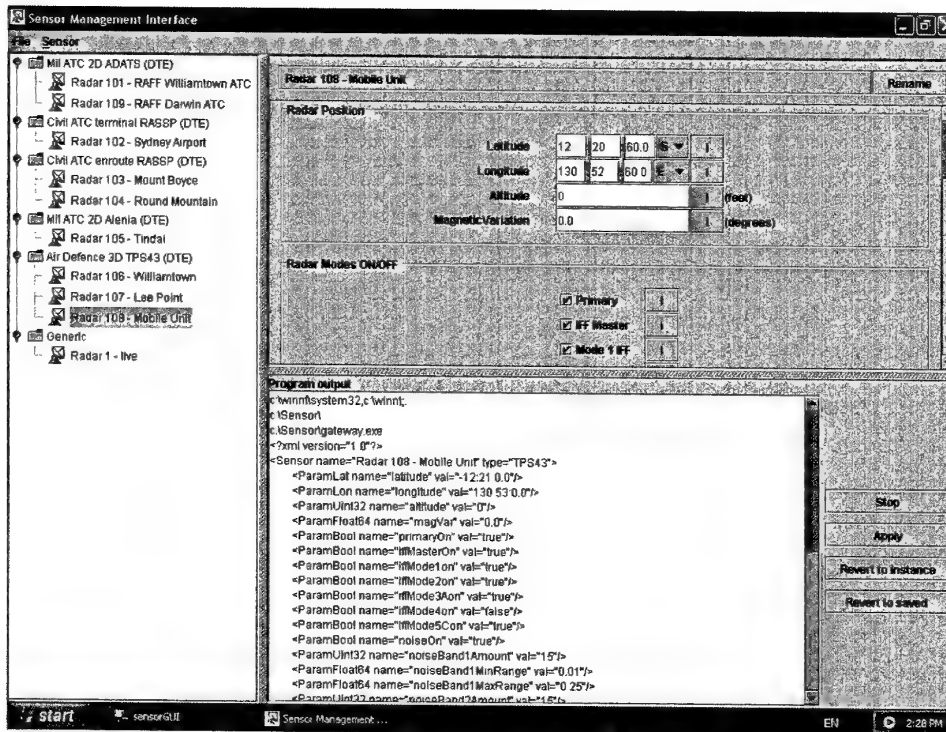 Sensor Management Interface
File Sensor
Mil ATC 2D ADATS (DTE)
Radar 101 - RAFF Williamtown ATC
Radar 109 - RAFF Darwin ATC
Civil ATC terminal RASSP (DTE)
Radar 102 - Sydney Airport
Civil ATC enroute RASSP (DTE)
Radar 103 - Mount Boyce
Radar 104 - Round Mountain
Mil ATC 2D Alenia (DTE)
Radar 105 - Tindal
Air Defence 3D TPS43 (DTE)
Radar 106 - Williamtown
Radar 107 - Lee Point
Radar 108 - Mobile Unit
Generic
Radar 1 - live
Radar 108 - Mobile Unit Rename
Radar Position
Latitude 12 20 60.0 S i
Longitude 130 52 60.0 E i
Altitude 0 i (feet)
Magnetic Variation 0.0 i (degrees)
Radar Modes ON/OFF
Primary i
IFF Master i
Mode 1 IFF i
Program output
c:\winnt\system32,c:\winnt;.
c:\Sensor\
c:\Sensor\gateway.exe
<?xml version="1.0"?>
<Sensor name="Radar 108 - Mobile Unit" type="TPS43">
<ParamLat name="latitude" val="-12:21 0.0"/>
<ParamLon name="longitude" val="130 53 0.0"/>
<ParamUint32 name="altitude" val="0"/>
<ParamFloat64 name="magVar" val="0.0"/>
<ParamBool name="primaryOn" val="true"/>
<ParamBool name="iffMasterOn" val="true"/>
<ParamBool name="iffMode1on" val="true"/>
<ParamBool name="iffMode2on" val="true"/>
<ParamBool name="iffMode3Aon" val="true"/>
<ParamBool name="iffMode4on" val="false"/>
<ParamBool name="iffMode5Con" val="true"/>
<ParamBool name="noiseOn" val="true"/>
<ParamUint32 name="noiseBand1Amount" val="15"/>
<ParamFloat64 name="noiseBand1MinRange" val="0.01"/>
<ParamFloat64 name="noiseBand1MaxRange" val="0.25"/>
<ParamUint32 name="noiseBand2Amount" val="15"/>
Stop
Apply
Revert to instance
Revert to saved
start sensorGUI Sensor Management ... EN 2:28 PM